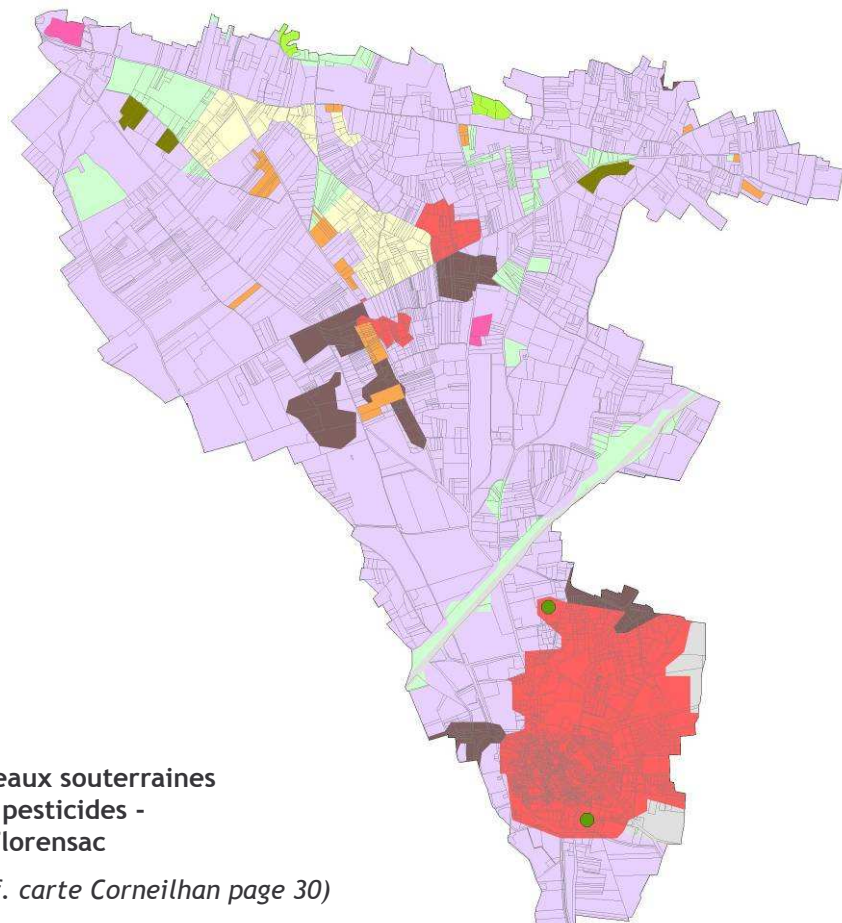 eaux souterraines
pesticides -
lorensac
f. carte Corneilhan page 30)